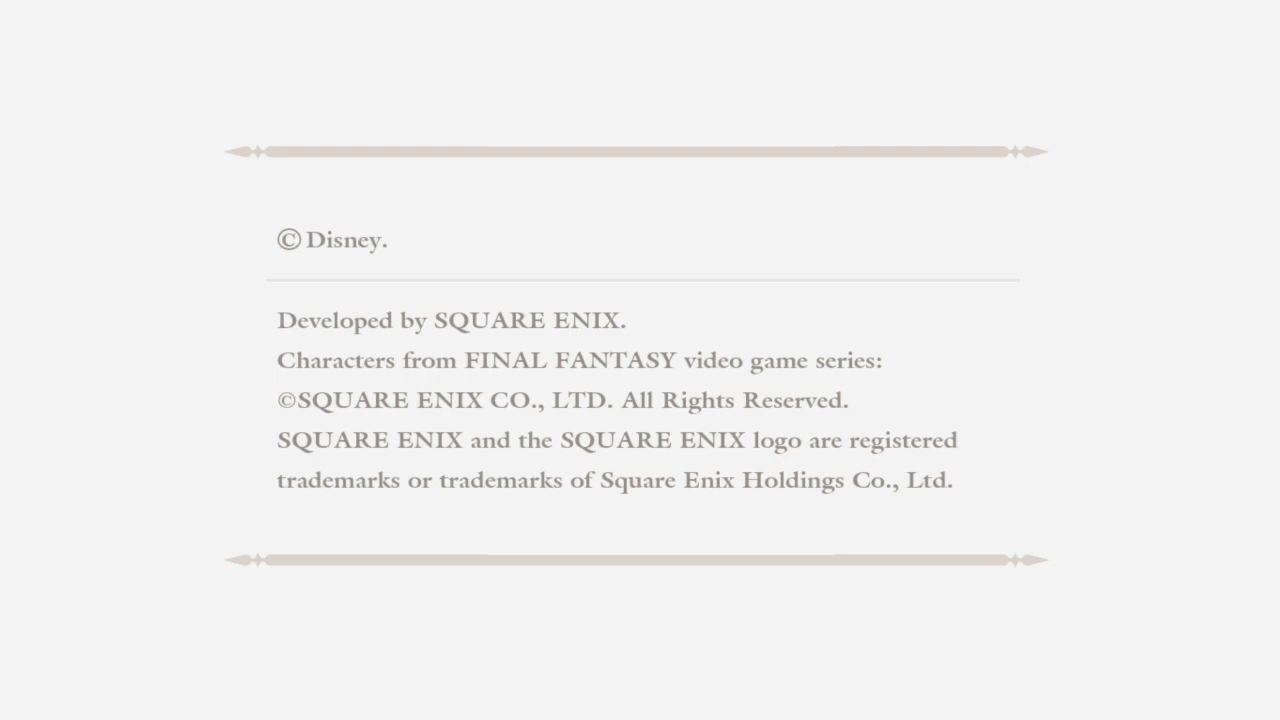 © Disney.
Developed by SQUARE ENIX.
Characters from FINAL FANTASY video game series:
©SQUARE ENIX CO., LTD. All Rights Reserved.
SQUARE ENIX and the SQUARE ENIX logo are registered
trademarks or trademarks of Square Enix Holdings Co., Ltd.